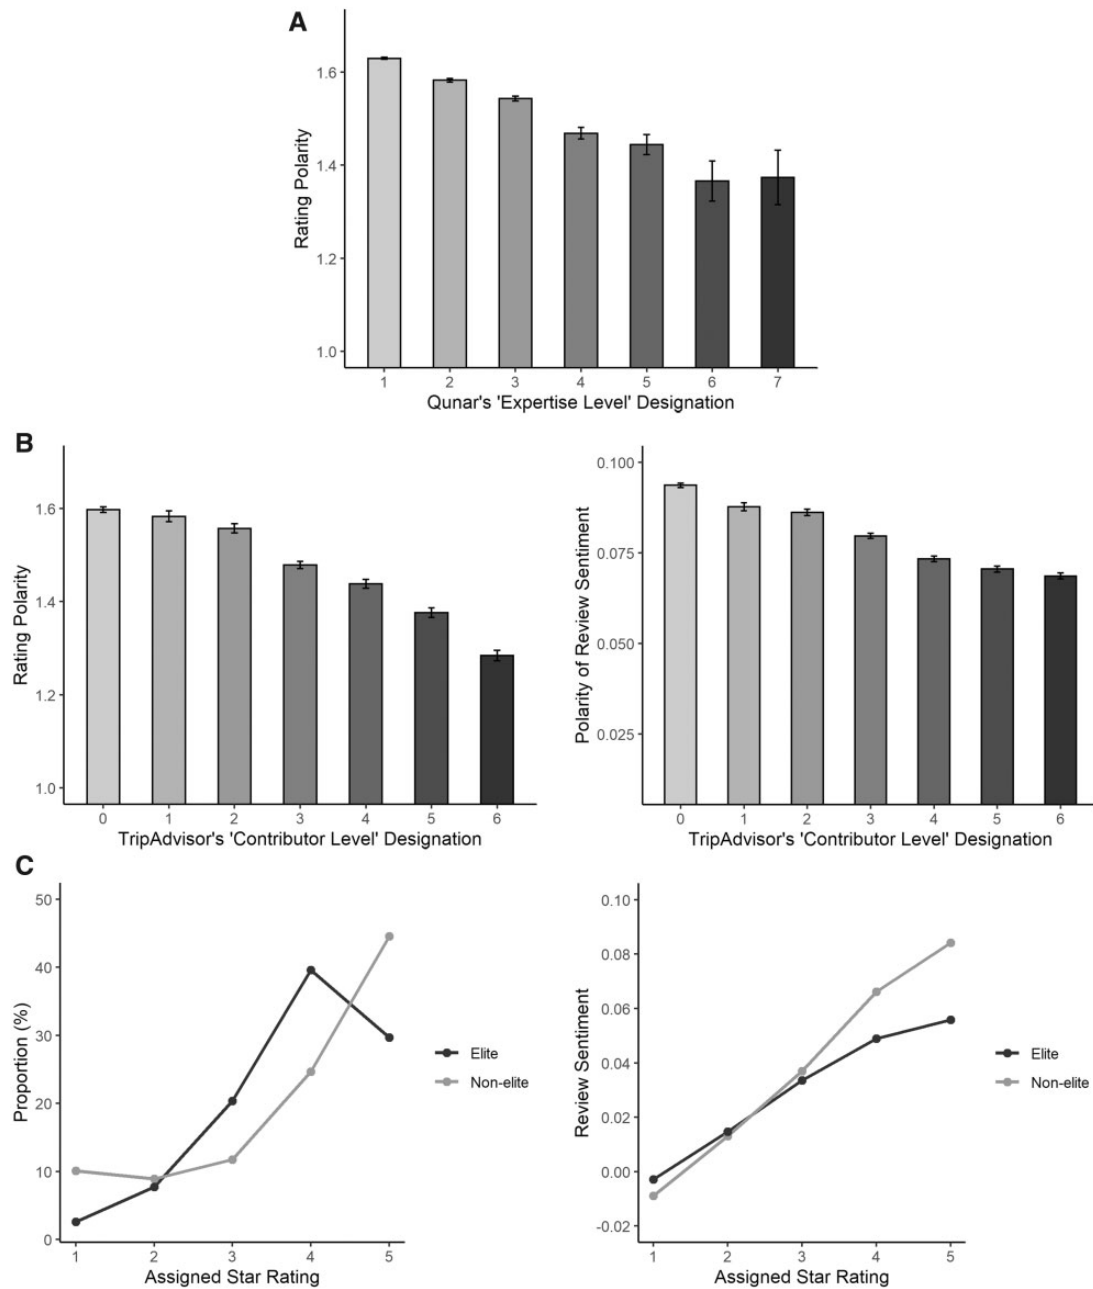 A
Rating Polarity
1.6
1.4
1.2
1.0
1 2 3 4 5 6 7
Qunar's 'Expertise Level' Designation
B
Rating Polarity
1.6
1.4
1.2
1.0
0 1 2 3 4 5 6
TripAdvisor's 'Contributor Level' Designation
Polarity of Review Sentiment
0.100
0.075
0.050
0.025
0 1 2 3 4 5 6
TripAdvisor's 'Contributor Level' Designation
C
Proportion (%)
50
40
30
20
10
0
1 2 3 4 5
Assigned Star Rating
Elite
Non-elite
Review Sentiment
0.10
0.08
0.06
0.04
0.02
0.00
-0.02
1 2 3 4 5
Assigned Star Rating
Elite
Non-elite